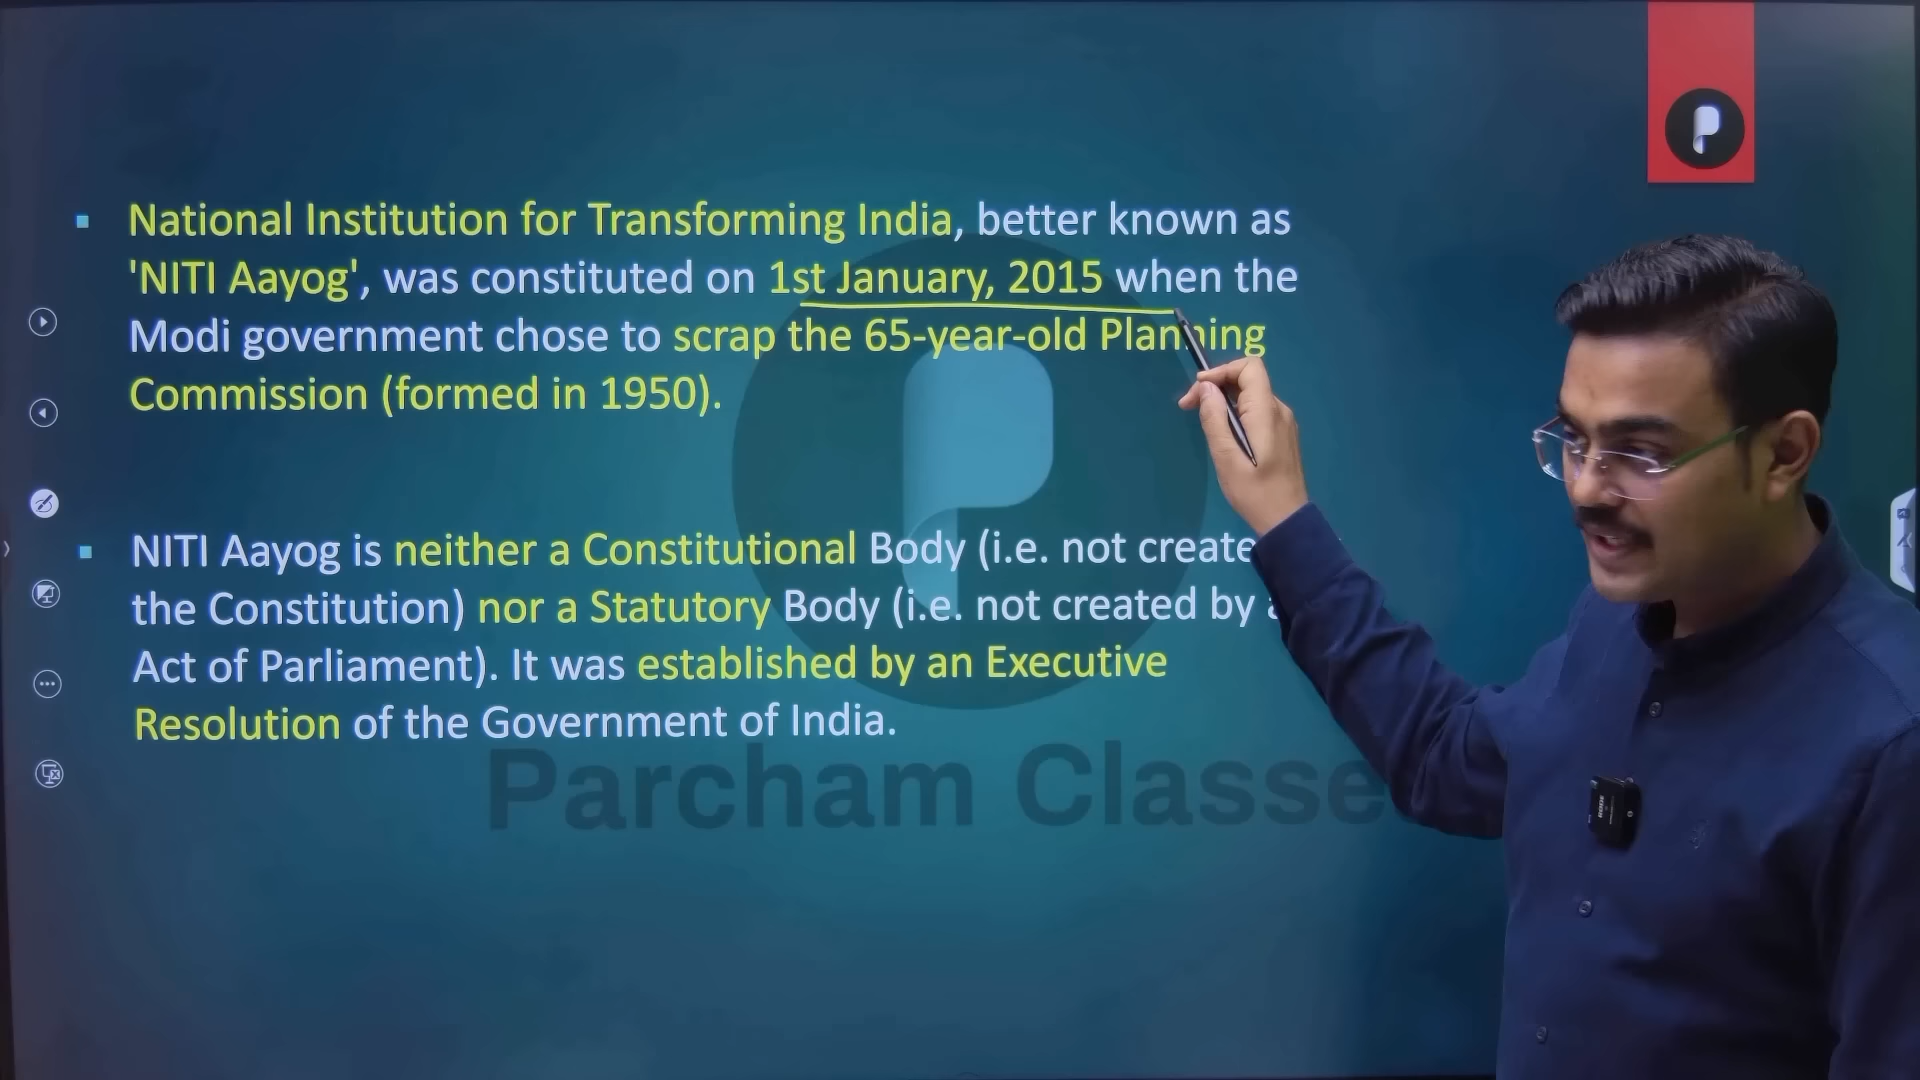 National Institution for Transforming India, better known as
'NITI Aayog', was constituted on 1st January, 2015 when the
Modi government chose to scrap the 65-year-old Planning
Commission (formed in 1950).
NITI Aayog is neither a Constitutional Body (i.e. not create
the Constitution) nor a Statutory Body (i.e. not created by
Act of Parliament). It was established by an Executive
Resolution of the Government of India.
Parcham Classe